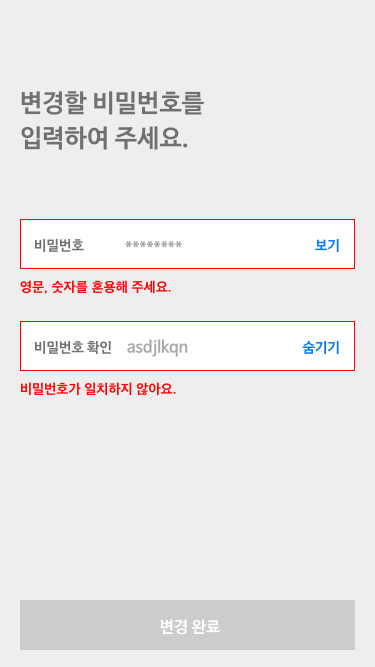 변경할 비밀번호를
입력하여 주세요.
비밀번호 ******** 보기
영문, 숫자를 혼용해 주세요.
비밀번호 확인 asdjlkqn 숨기기
비밀번호가 일치하지 않아요.
변경 완료